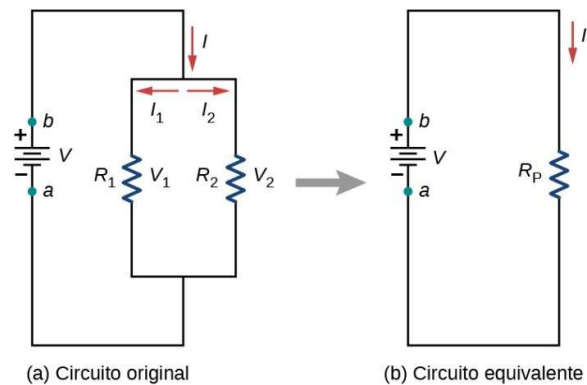 I
I
b
I1 I2
b
+
V
R1 V1 R2 V2
+
V
RP
−
a
−
a
(a) Circuito original
(b) Circuito equivalente